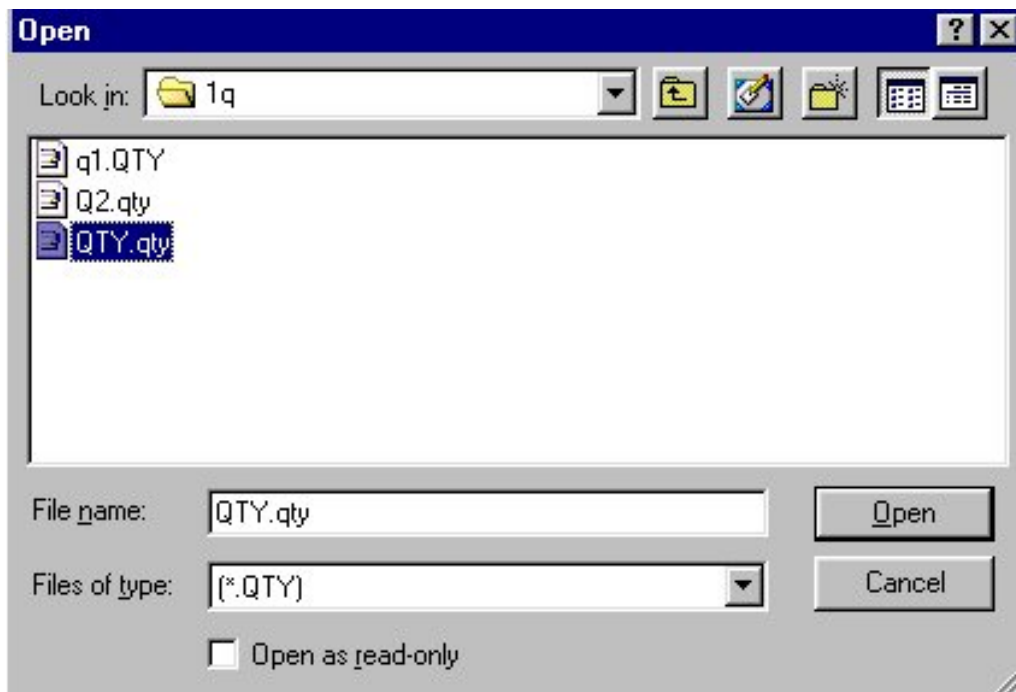 Open
Look in: 1q
q1.QTY
Q2.qty
QTY.qty
File name: QTY.qty Open
Files of type: (*.QTY) Cancel
Open as read-only